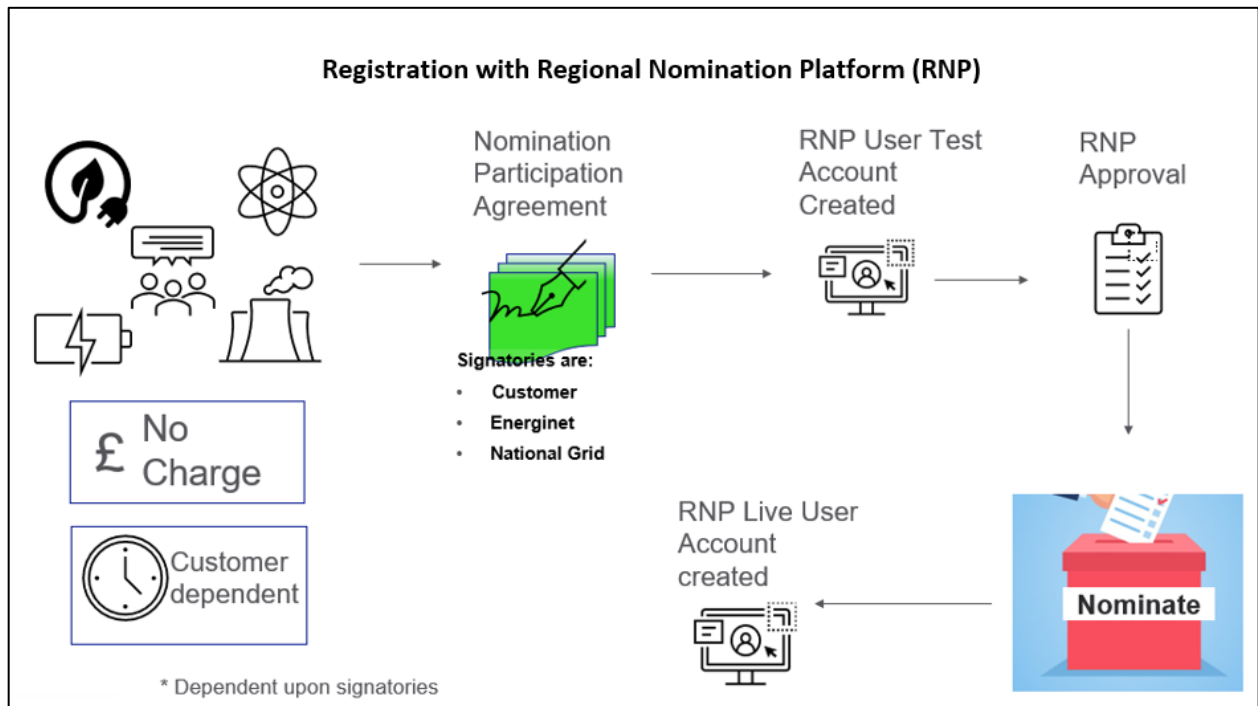 Registration with Regional Nomination Platform (RNP)
Nomination
Participation
Agreement
Signatories are:
• Customer
• Energinet
• National Grid
RNP User Test
Account
Created
RNP
Approval
£ No
Charge
Customer
dependent
Nominate
RNP Live User
Account
created
* Dependent upon signatories